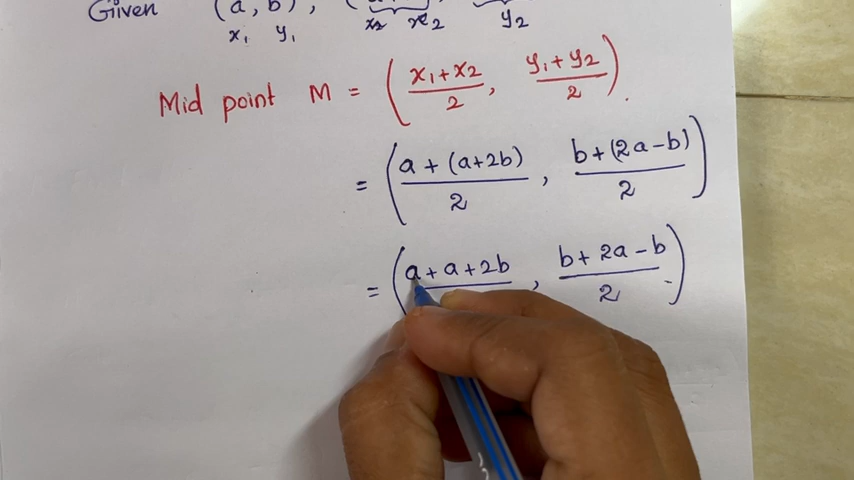 Given (a, b), (
x₁ y₁ x₂ y₂
Mid point M = ( x₁+x₂/2 , y₁+y₂/2 ).
= ( a + (a+2b)/2 , b+(2a-b)/2 )
= ( a + a + 2b , b + 2a - b/2 )